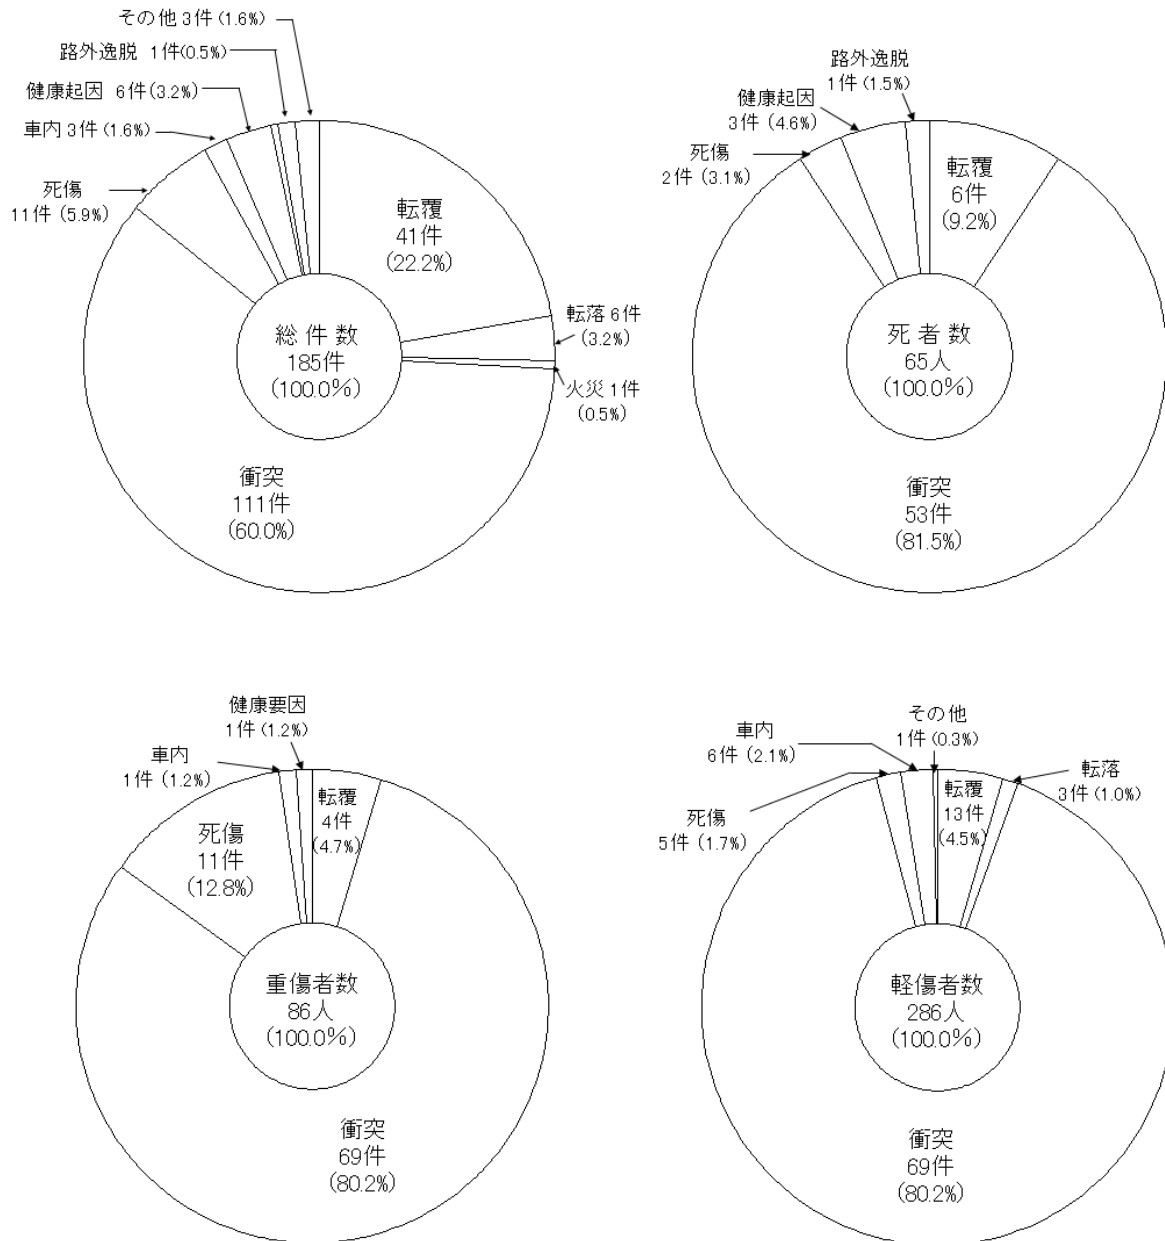 その他 3件 (1.6%)
路外逸脱 1件(0.5%)
健康起因 6件(3.2%)
車内 3件 (1.6%)
死傷
11件 (5.9%)
転覆
41件
(22.2%)
転落 6件
(3.2%)
火災 1件
(0.5%)
総件数
185件
(100.0%)
衝突
111件
(60.0%)
路外逸脱
1件 (1.5%)
健康起因
3件 (4.6%)
死傷
2件 (3.1%)
転覆
6件
(9.2%)
死者数
65人
(100.0%)
衝突
53件
(81.5%)
健康要因
1件 (1.2%)
車内
1件 (1.2%)
死傷
11件
(12.8%)
転覆
4件
(4.7%)
重傷者数
86人
(100.0%)
衝突
69件
(80.2%)
その他
1件 (0.3%)
車内
6件 (2.1%)
死傷
5件 (1.7%)
転覆
13件
(4.5%)
転落
3件 (1.0%)
軽傷者数
286人
(100.0%)
衝突
69件
(80.2%)